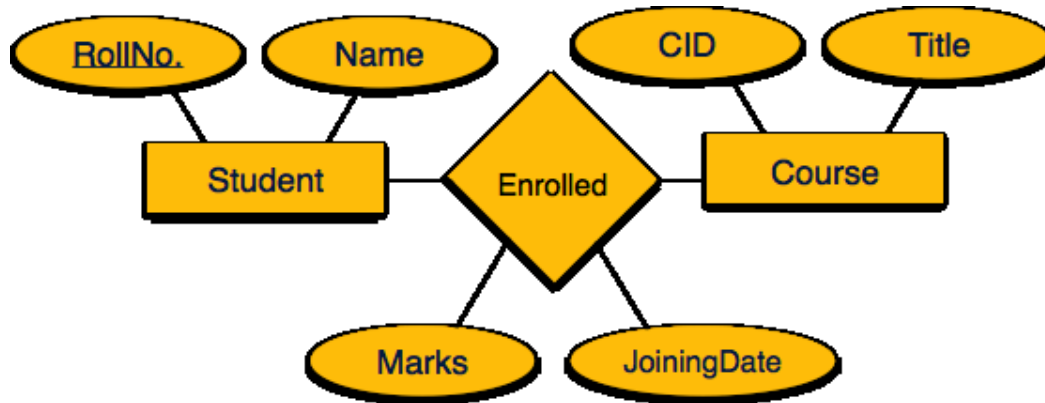 RollNo.
Name
CID
Title
Student
Enrolled
Course
Marks
JoiningDate